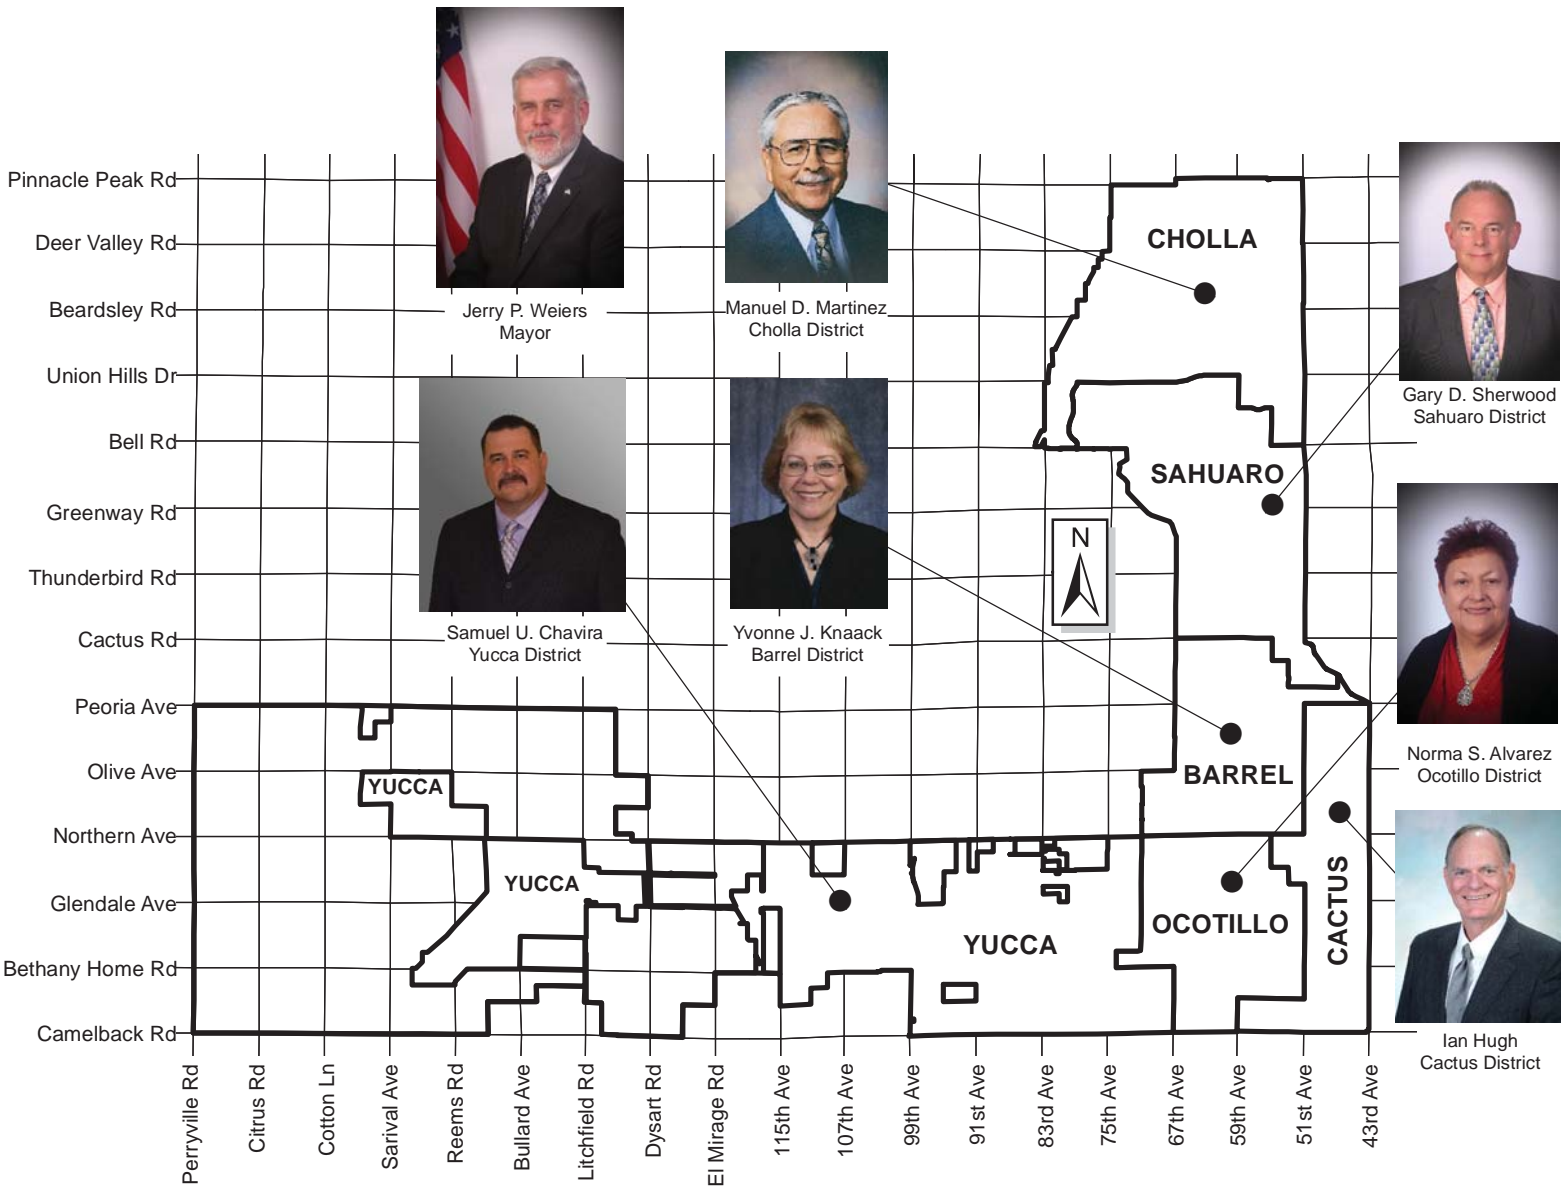 Pinnacle Peak Rd
Deer Valley Rd
Beardsley Rd
Union Hills Dr
Bell Rd
Greenway Rd
Thunderbird Rd
Cactus Rd
Peoria Ave
Olive Ave
Northern Ave
Glendale Ave
Bethany Home Rd
Camelback Rd
Jerry P. Weiers
Mayor
Manuel D. Martinez
Cholla District
Samuel U. Chavira
Yucca District
Yvonne J. Knaack
Barrel District
Gary D. Sherwood
Sahuaro District
Norma S. Alvarez
Ocotillo District
Ian Hugh
Cactus District
CHOLLA
SAHUARO
N
BARREL
YUCCA
YUCCA
YUCCA
OCOTILLO
CACTUS
Perryville Rd
Citrus Rd
Cotton Ln
Sarival Ave
Reems Rd
Bullard Ave
Litchfield Rd
Dysart Rd
El Mirage Rd
115th Ave
107th Ave
99th Ave
91st Ave
83rd Ave
75th Ave
67th Ave
59th Ave
51st Ave
43rd Ave